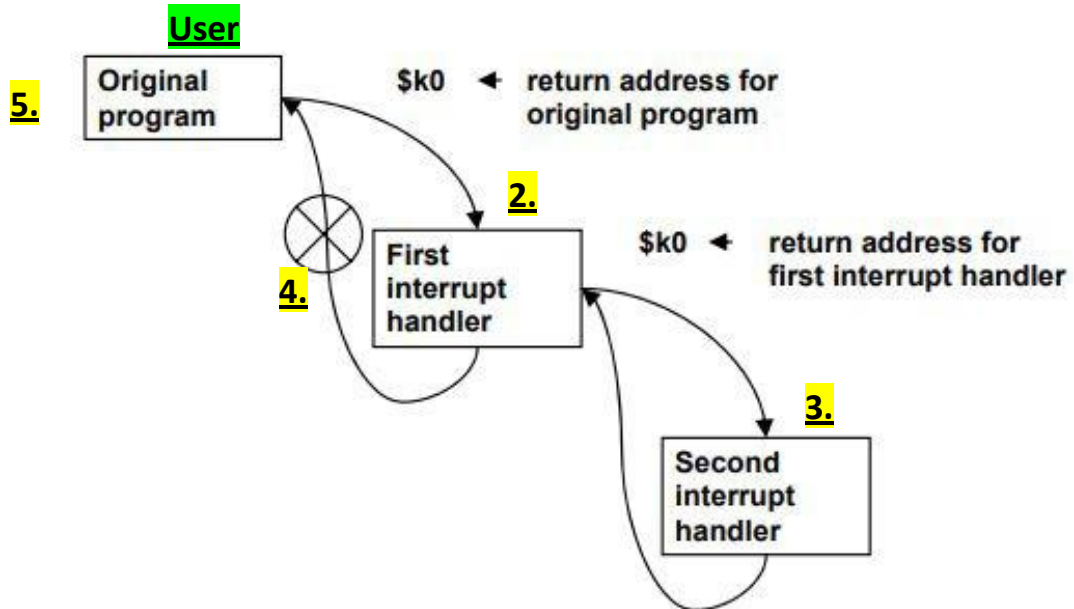 User
5.
Original
program
$k0 ← return address for
original program
2.
First
interrupt
handler
$k0 ← return address for
first interrupt handler
4.
3.
Second
interrupt
handler